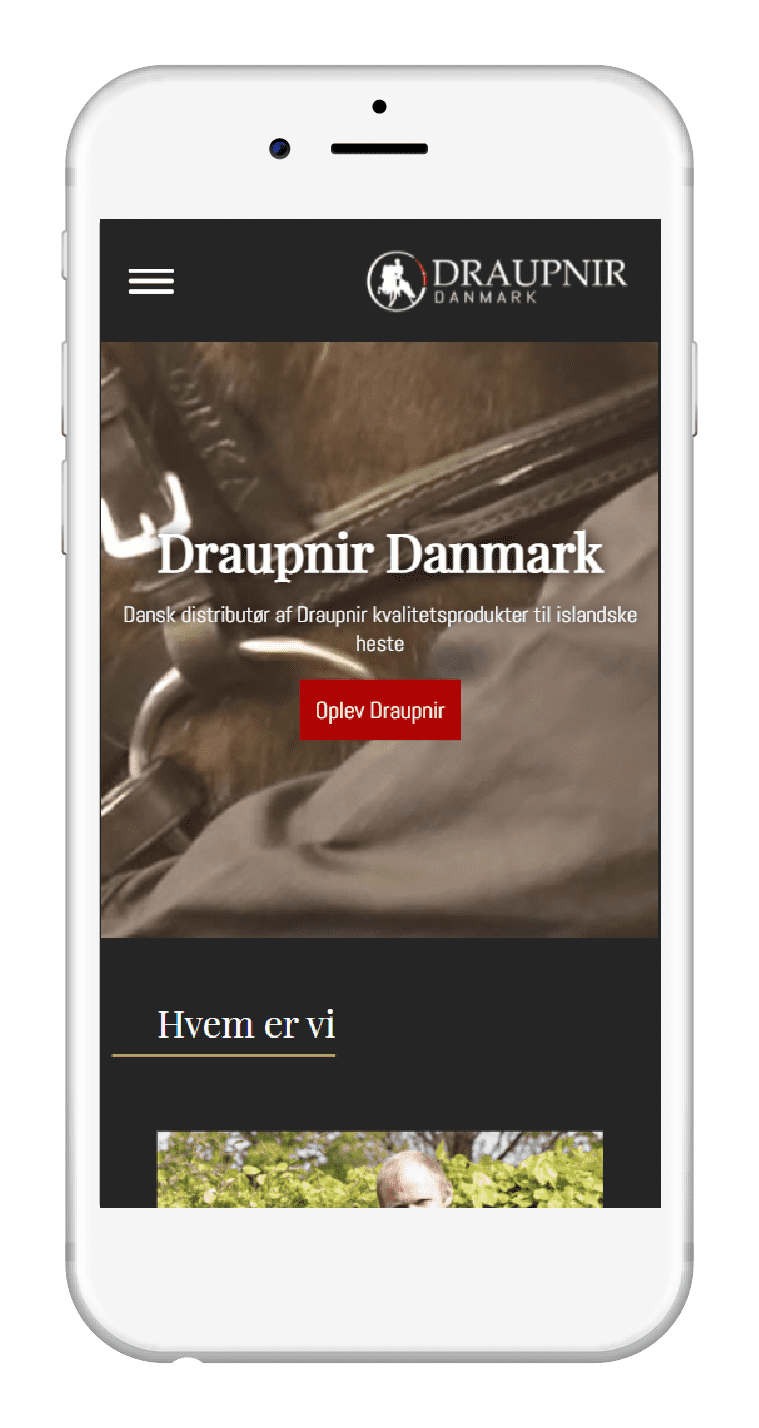 DRAUPNIR
DANMARK
Draupnir Danmark
Dansk distributør af Draupnir kvalitetsprodukter til islandske
heste
Oplev Draupnir
Hvem er vi